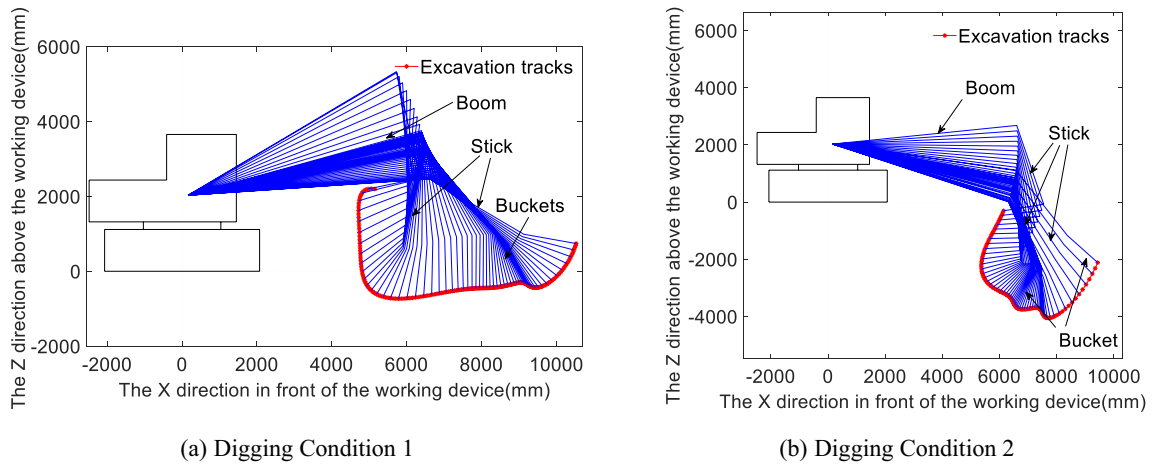 The Z direction above the working device(mm)
6000
4000
2000
0
-2000
-2000
0
2000
4000
6000
8000
10000
The X direction in front of the working device(mm)
Excavation tracks
Boom
Stick
Buckets
(a) Digging Condition 1
The Z direction above the working device(mm)
6000
4000
2000
0
-2000
-4000
-2000
0
2000
4000
6000
8000
10000
The X direction in front of the working device(mm)
Excavation tracks
Boom
Stick
Bucket
(b) Digging Condition 2